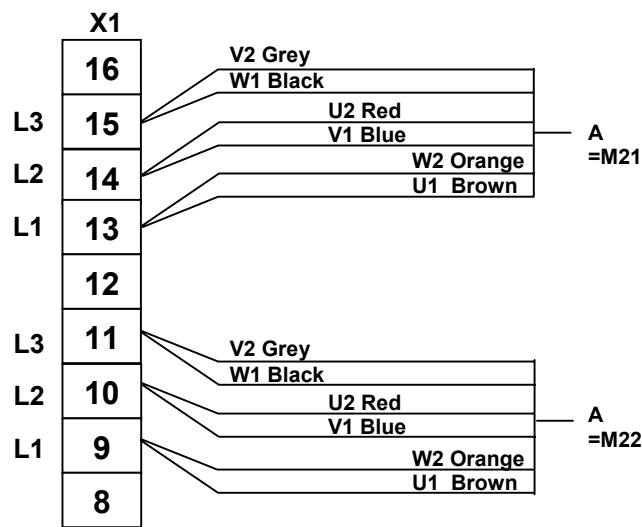 X1
16
V2 Grey
W1 Black
L3
15
U2 Red
V1 Blue
A
=M21
L2
14
W2 Orange
U1 Brown
L1
13
12
L3
11
V2 Grey
W1 Black
L2
10
U2 Red
V1 Blue
A
=M22
L1
9
W2 Orange
U1 Brown
8